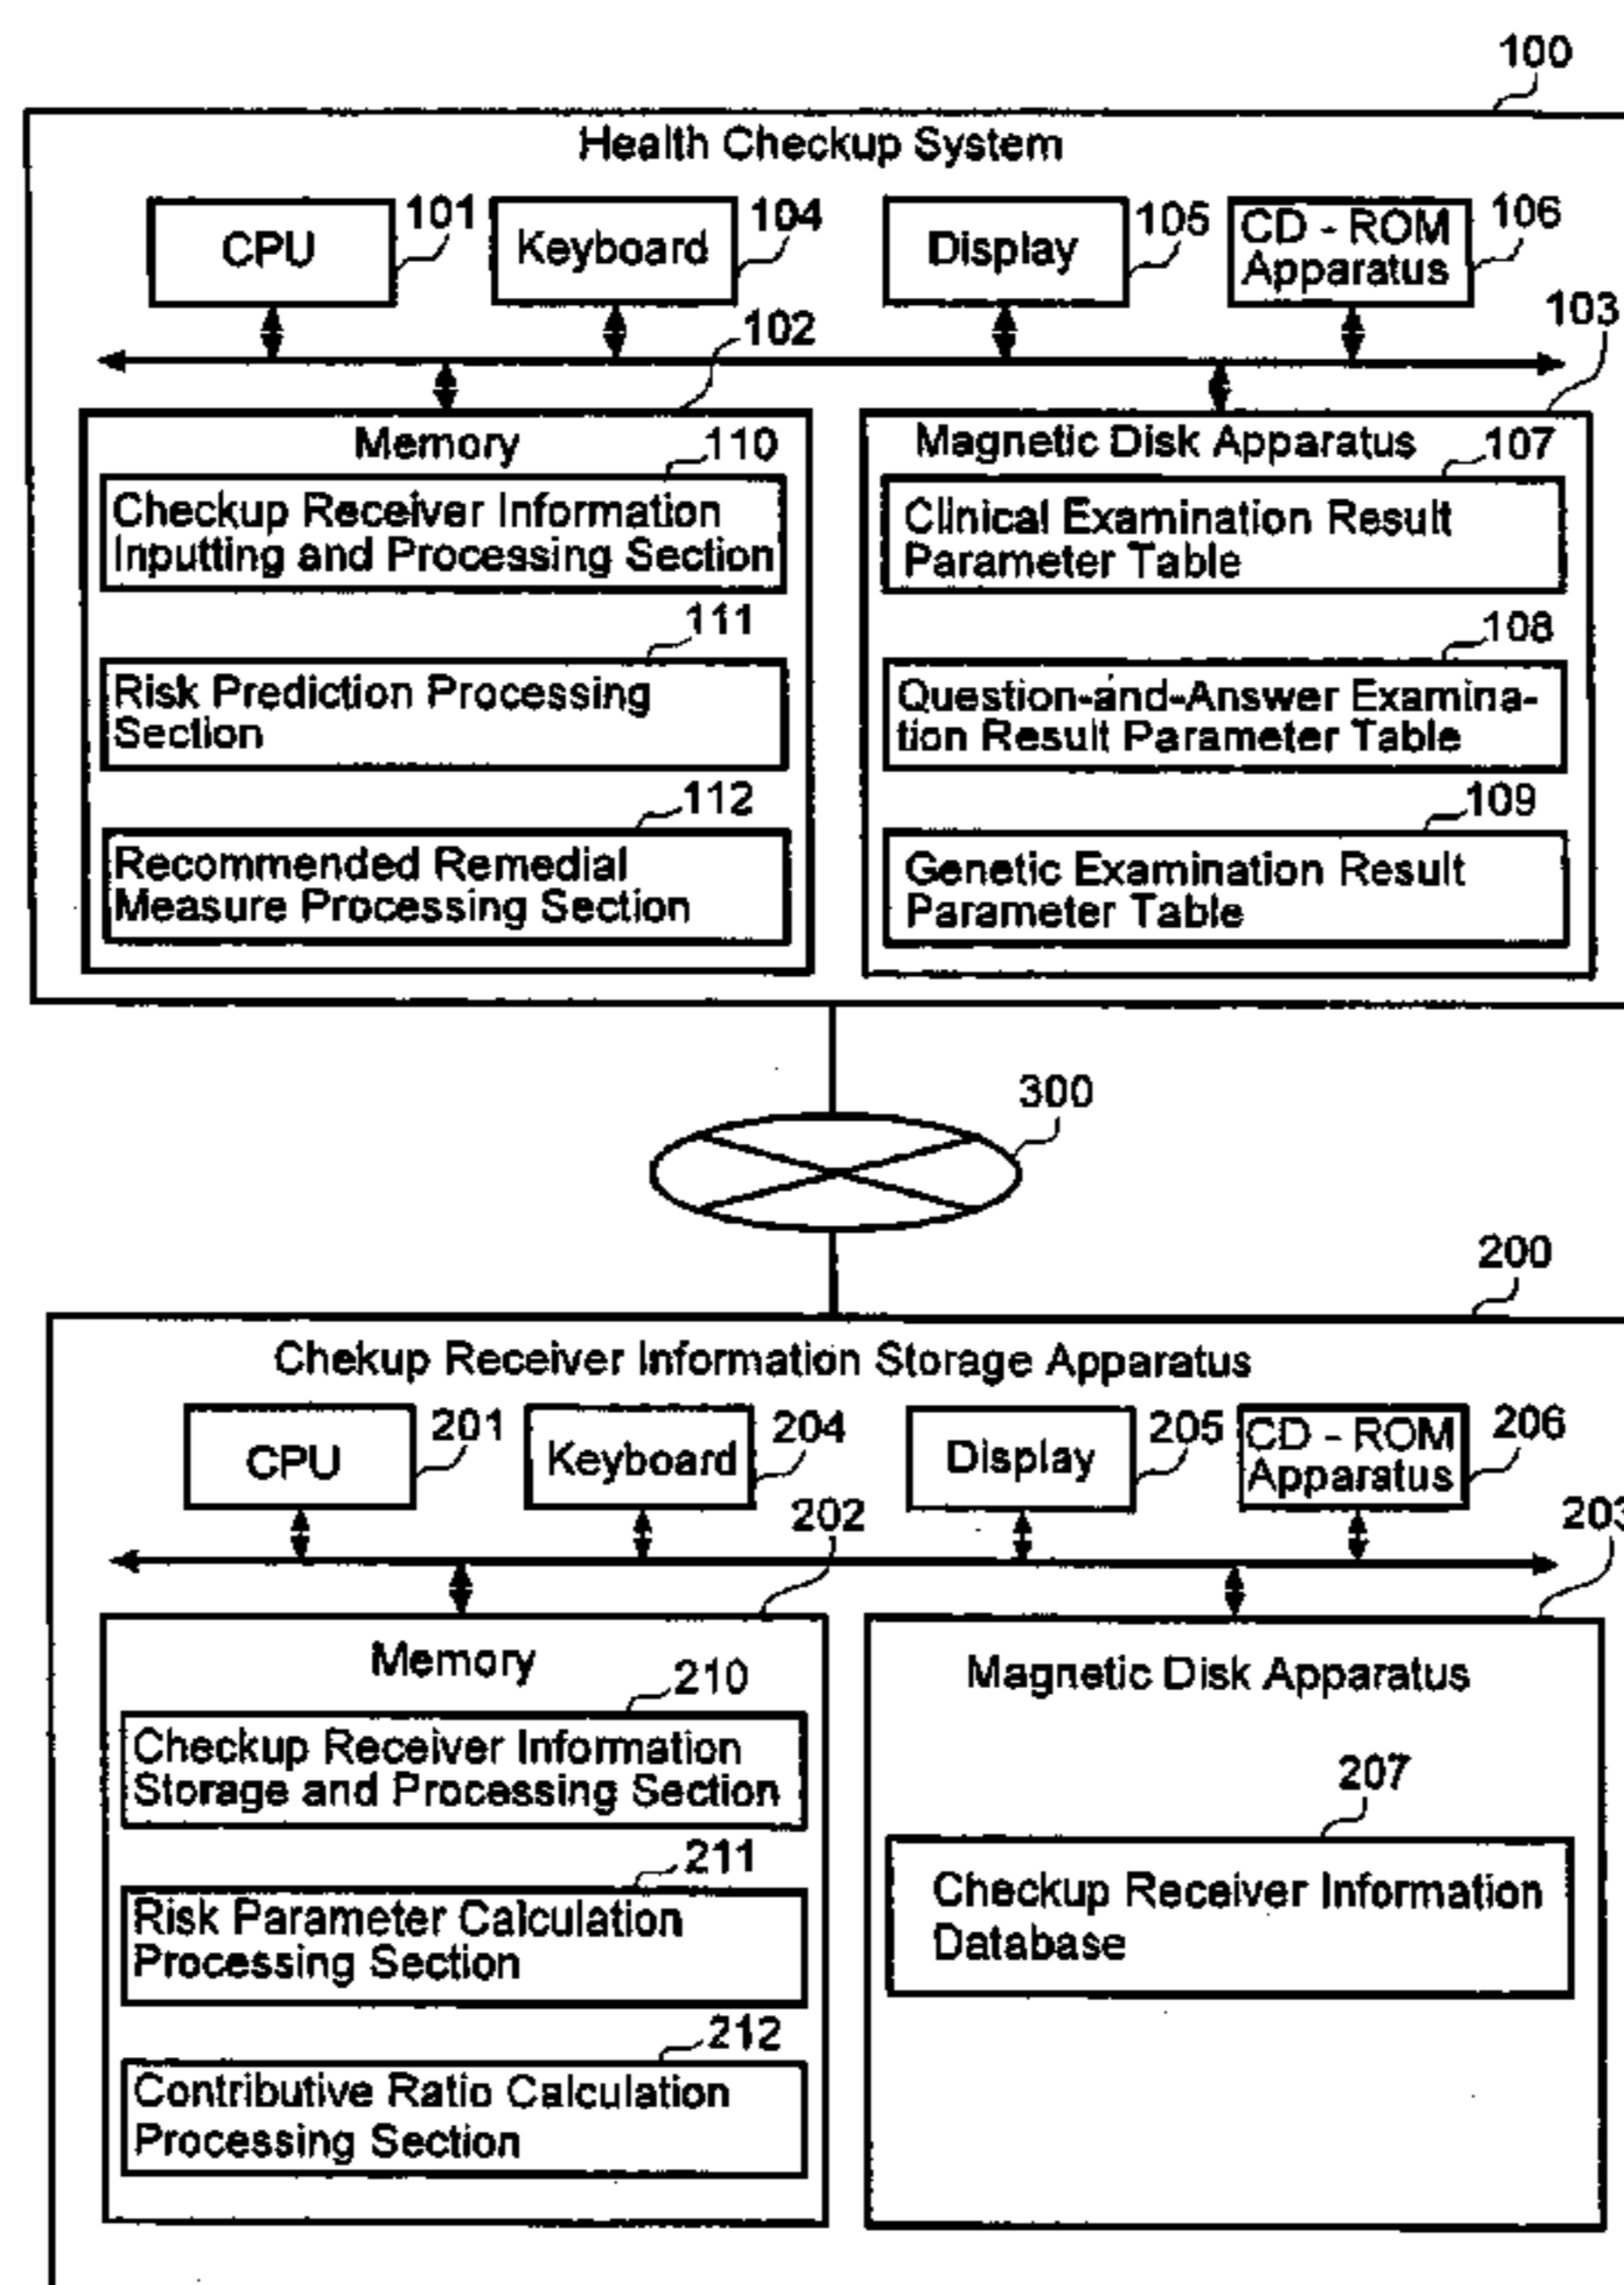 100
Health Checkup System
CPU
101
Keyboard
104
Display
105
CD - ROM
Apparatus
106
102
103
Memory
110
Checkup Receiver Information
Inputting and Processing Section
111
Risk Prediction Processing
Section
112
Recommended Remedial
Measure Processing Section
Magnetic Disk Apparatus
107
Clinical Examination Result
Parameter Table
108
Question-and-Answer Examina-
tion Result Parameter Table
109
Genetic Examination Result
Parameter Table
300
200
Chekup Receiver Information Storage Apparatus
CPU
201
Keyboard
204
Display
205
CD - ROM
Apparatus
206
202
203
Memory
210
Checkup Receiver Information
Storage and Processing Section
211
Risk Parameter Calculation
Processing Section
212
Contributive Ratio Calculation
Processing Section
Magnetic Disk Apparatus
207
Checkup Receiver Information
Database